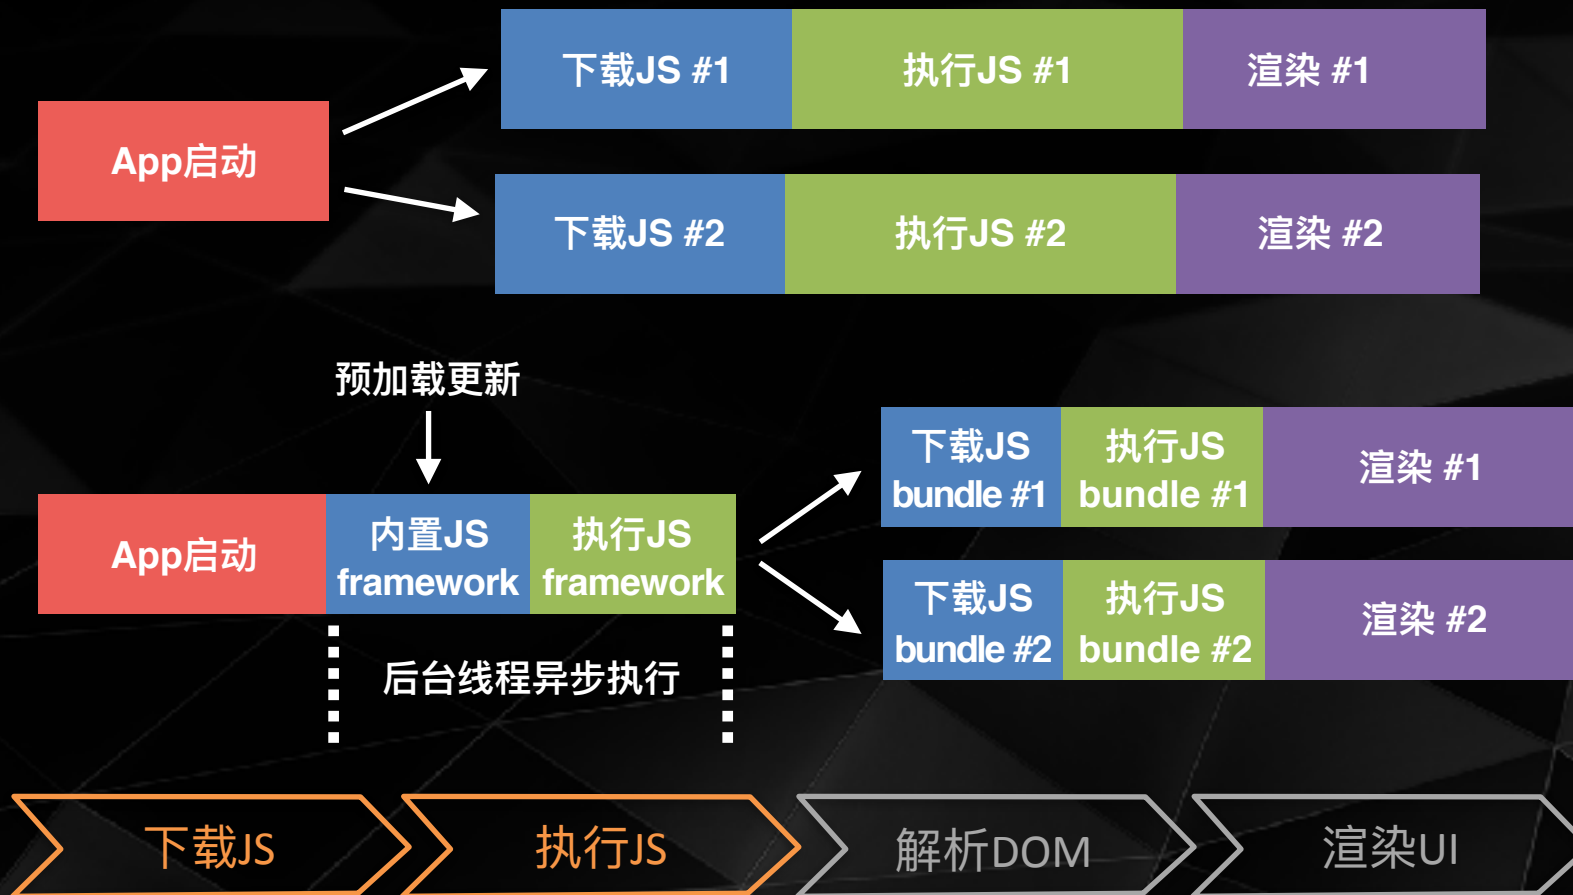 下载JS #1
执行JS #1
渲染 #1
App启动
下载JS #2
执行JS #2
渲染 #2
预加载更新
App启动
内置JS
framework
执行JS
framework
下载JS
bundle #1
执行JS
bundle #1
渲染 #1
下载JS
bundle #2
执行JS
bundle #2
渲染 #2
后台线程异步执行
下载JS
执行JS
解析DOM
渲染UI